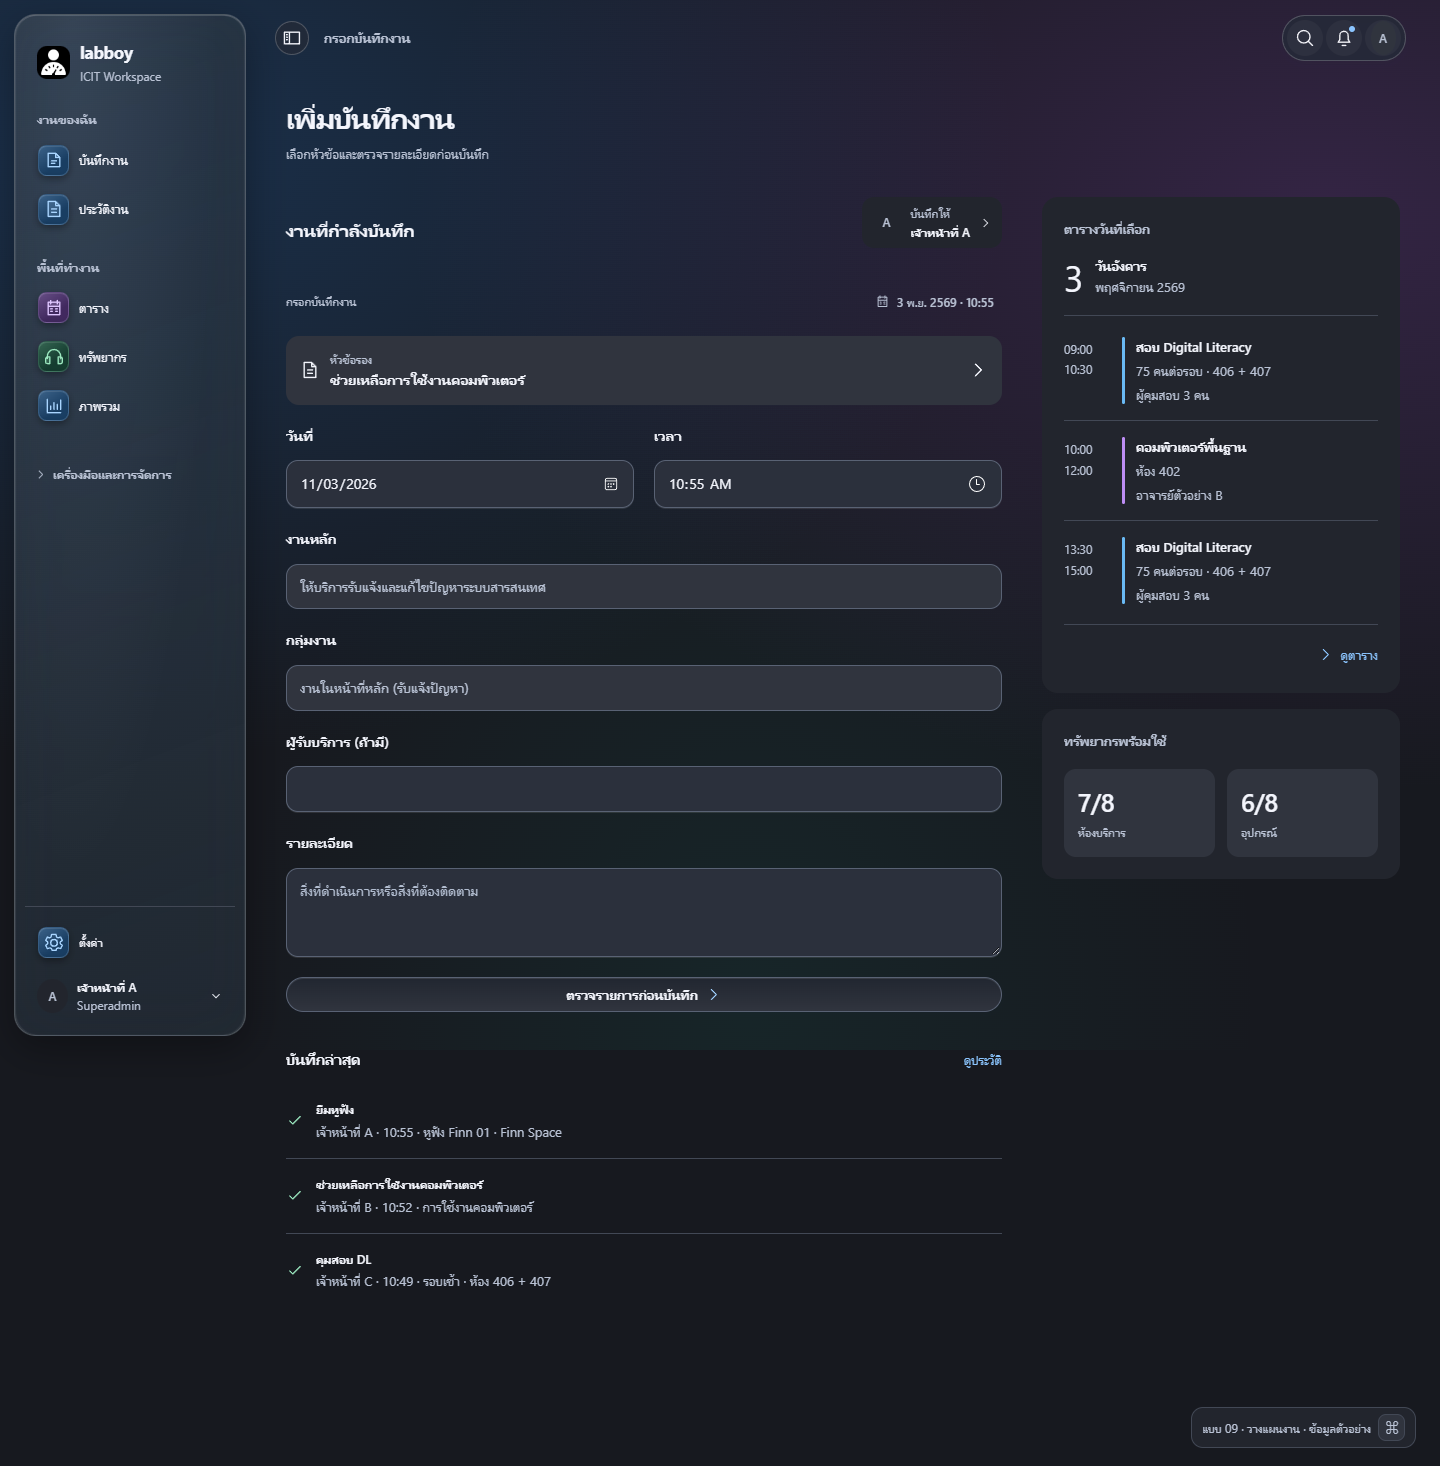 labboy
ICIT Workspace
งานของฉัน
บันทึกงาน
ประวัติงาน
พื้นที่ทำงาน
ตาราง
ทรัพยากร
ภาพรวม
เครื่องมือและการจัดการ
ตั้งค่า
A
เจ้าหน้าที่ A
Superadmin
กรอกบันทึกงาน
A
เพิ่มบันทึกงาน
เลือกหัวข้อและตรวจรายละเอียดก่อนบันทึก
งานที่กำลังบันทึก
A
บันทึกให้
เจ้าหน้าที่ A
กรอกบันทึกงาน
3 พ.ย. 2569 · 10:55
หัวข้อรอง
ช่วยเหลือการใช้งานคอมพิวเตอร์
วันที่
เวลา
11/03/2026
10:55 AM
งานหลัก
ให้บริการรับแจ้งและแก้ไขปัญหาระบบสารสนเทศ
กลุ่มงาน
งานในหน้าที่หลัก (รับแจ้งปัญหา)
ผู้รับบริการ (ถ้ามี)
รายละเอียด
สิ่งที่ดำเนินการหรือสิ่งที่ต้องติดตาม
ตรวจรายการก่อนบันทึก
บันทึกล่าสุด
ดูประวัติ
ยืมหูฟัง
เจ้าหน้าที่ A · 10:55 · หูฟัง Finn 01 · Finn Space
ช่วยเหลือการใช้งานคอมพิวเตอร์
เจ้าหน้าที่ B · 10:52 · การใช้งานคอมพิวเตอร์
คุมสอบ DL
เจ้าหน้าที่ C · 10:49 · รอบเช้า · ห้อง 406 + 407
ตารางวันที่เลือก
3
วันอังคาร
พฤศจิกายน 2569
09:00
10:30
สอบ Digital Literacy
75 คนต่อรอบ · 406 + 407
ผู้คุมสอบ 3 คน
10:00
12:00
คอมพิวเตอร์พื้นฐาน
ห้อง 402
อาจารย์ตัวอย่าง B
13:30
15:00
สอบ Digital Literacy
75 คนต่อรอบ · 406 + 407
ผู้คุมสอบ 3 คน
ดูตาราง
ทรัพยากรพร้อมใช้
7/8
ห้องบริการ
6/8
อุปกรณ์
แบบ 09 · วางแผนงาน · ข้อมูลตัวอย่าง ⌘